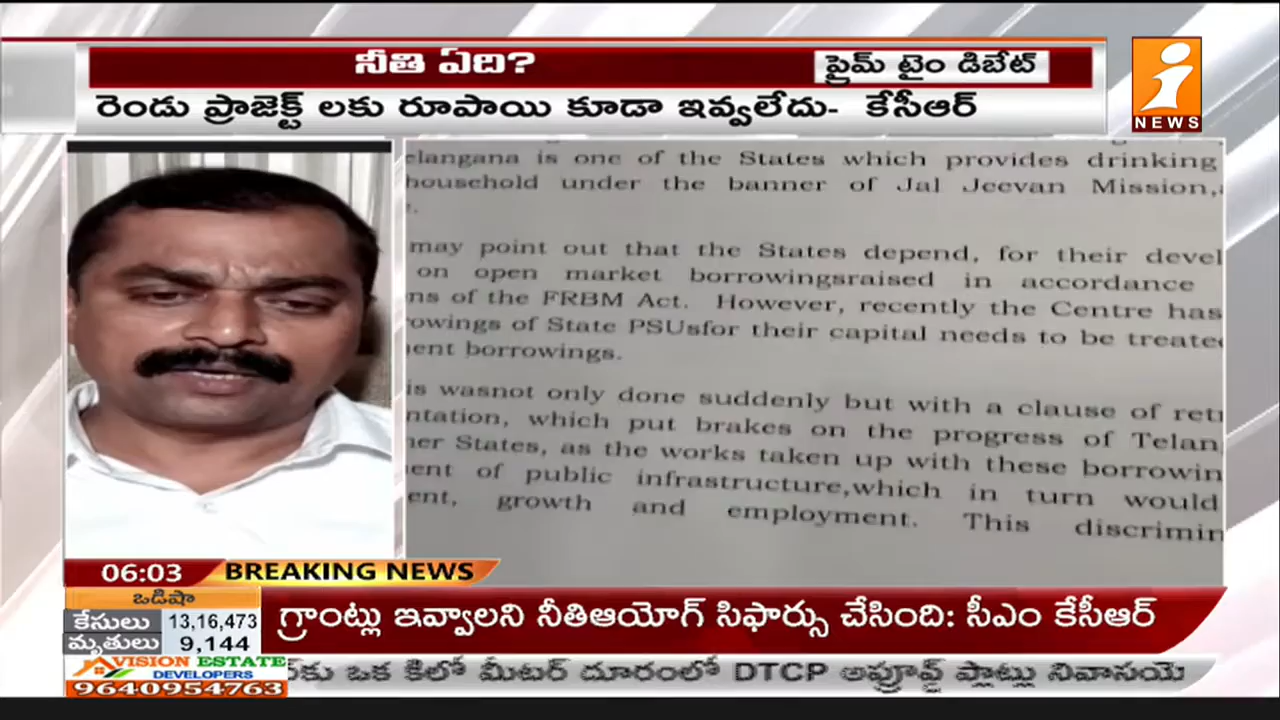 నీతి ఏది?
ప్రైమ్ టైం డిబేట్
రెండు ప్రాజెక్ట్ లకు రూపాయి కూడా ఇవ్వలేదు- కేసీఆర్
i
NEWS
elangana is one of the States which provides drinking
household under the banner of Jal Jeevan Mission,
may point out that the States depend, for their devel
on open market borrowingsraised in accordance
ns of the FRBM Act. However, recently the Centre has
owings of State PSUsfor their capital needs to be treate
ent borrowings.
is wasnot only done suddenly but with a clause of retr
ntation, which put brakes on the progress of Telan
her States, as the works taken up with these borrowin
ent of public infrastructure,which in turn would
ent, growth and employment. This discrimin
06:03
BREAKING NEWS
ఒడిషా
కేసులు 13,16,473
మృతులు 9,144
గ్రాంట్లు ఇవ్వాలని నీతిఆయోగ్ సిఫార్సు చేసింది: సీఎం కేసీఆర్
VISION ESTATE
DEVELOPERS
9640954763
కు ఒక కిలో మీటర్ దూరంలో DTCP అప్రూవ్డ్ ప్లాట్లు నివాసయె